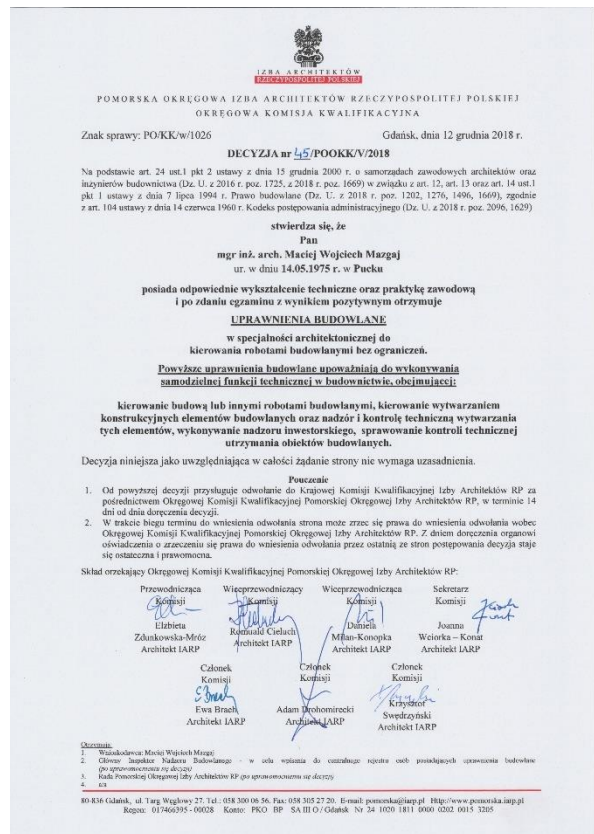 IZBA ARCHITEKTÓW
RZECZYPOSPOLITEJ POLSKIEJ
POMORSKA OKRĘGOWA IZBA ARCHITEKTÓW RZECZYPOSPOLITEJ POLSKIEJ
OKRĘGOWA KOMISJA KWALIFIKACYJNA
Znak sprawy: PO/KK/w/1026 Gdańsk, dnia 12 grudnia 2018 r.
DECYZJA nr 45/POOKK/V/2018
Na podstawie art. 24 ust.1 pkt 2 ustawy z dnia 15 grudnia 2000 r. o samorządach zawodowych architektów oraz
inżynierów budownictwa (Dz. U. z 2016 r. poz. 1725, z 2018 r. poz. 1669) w związku z art. 12, art. 13 oraz art. 14 ust.1
pkt 1 ustawy z dnia 7 lipca 1994 r. Prawo budowlane (Dz. U. z 2018 r. poz. 1202, 1276, 1496, 1669), zgodnie
z art. 104 ustawy z dnia 14 czerwca 1960 r. Kodeks postępowania administracyjnego (Dz. U. z 2018 r. poz. 2096, 1629)
stwierdza się, że
Pan
mgr inż. arch. Maciej Wojciech Mazgaj
ur. w dniu 14.05.1975 r. w Pucku
posiada odpowiednie wykształcenie techniczne oraz praktykę zawodową
i po zdaniu egzaminu z wynikiem pozytywnym otrzymuje
UPRAWNIENIA BUDOWLANE
w specjalności architektonicznej do
kierowania robotami budowlanymi bez ograniczeń.
Powyższe uprawnienia budowlane upoważniają do wykonywania
samodzielnej funkcji technicznej w budownictwie, obejmującej:
kierowanie budową lub innymi robotami budowlanymi, kierowanie wytwarzaniem
konstrukcyjnych elementów budowlanych oraz nadzór i kontrolę techniczną wytwarzania
tych elementów, wykonywanie nadzoru inwestorskiego, sprawowanie kontroli technicznej
utrzymania obiektów budowlanych.
Decyzja niniejsza jako uwzględniająca w całości żądanie strony nie wymaga uzasadnienia.
Pouczenie
1. Od powyższej decyzji przysługuje odwołanie do Krajowej Komisji Kwalifikacyjnej Izby Architektów RP za
pośrednictwem Okręgowej Komisji Kwalifikacyjnej Pomorskiej Okręgowej Izby Architektów RP, w terminie 14
dni od dnia doręczenia decyzji.
2. W trakcie biegu terminu do wniesienia odwołania strona może zrzec się prawa do wniesienia odwołania wobec
Okręgowej Komisji Kwalifikacyjnej Pomorskiej Okręgowej Izby Architektów RP. Z dniem doręczenia organowi
oświadczenia o zrzeczeniu się prawa do wniesienia odwołania przez ostatnią ze stron postępowania decyzja staje
się ostateczna i prawomocna.
Skład orzekający Okręgowej Komisji Kwalifikacyjnej Pomorskiej Okręgowej Izby Architektów RP:
Przewodnicząca Wiceprzewodniczący Wiceprzewodnicząca Sekretarz
Komisji Komisji Komisji Komisji
Elżbieta Romuald Cieluch Daniela Joanna
Zdunkowska-Mróz Architekt IARP Milan-Konopka Wciorka – Konat
Architekt IARP Architekt IARP Architekt IARP
Członek Członek Członek
Komisji Komisji Komisji
Ewa Brach Adam Drohomirecki Krzysztof
Architekt IARP Architekt IARP Swędrzyński
Architekt IARP
Otrzymują:
1. Wnioskodawca: Maciej Wojciech Mazgaj
2. Główny Inspektor Nadzoru Budowlanego - w celu wpisania do centralnego rejestru osób posiadających uprawnienia budowlane
(po uprawomocnieniu się decyzji)
3. Rada Pomorskiej Okręgowej Izby Architektów RP (po uprawomocnieniu się decyzji)
4. a/a
80-836 Gdańsk, ul. Targ Węglowy 27. Tel.: 058 300 06 56. Fax: 058 305 27 20. E-mail: pomorska@iarp.pl Http://www.pomorska.iarp.pl
Regon: 017466395 - 00028 Konto: PKO BP SA III O / Gdańsk Nr 24 1020 1811 0000 0202 0015 3205